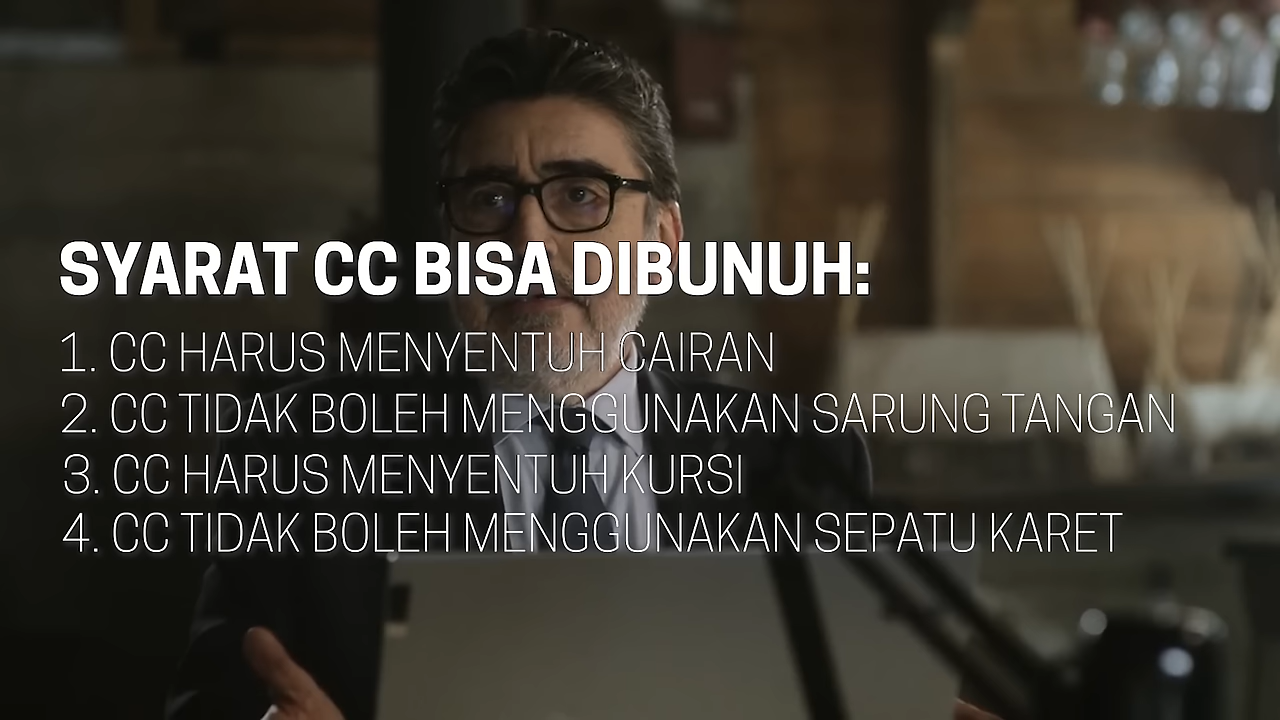 SYARAT CC BISA DIBUNUH:
1. CC HARUS MENYENTUH CAIRAN
2. CC TIDAK BOLEH MENGGUNAKAN SARUNG TANGAN
3. CC HARUS MENYENTUH KURSI
4. CC TIDAK BOLEH MENGGUNAKAN SEPATU KARET